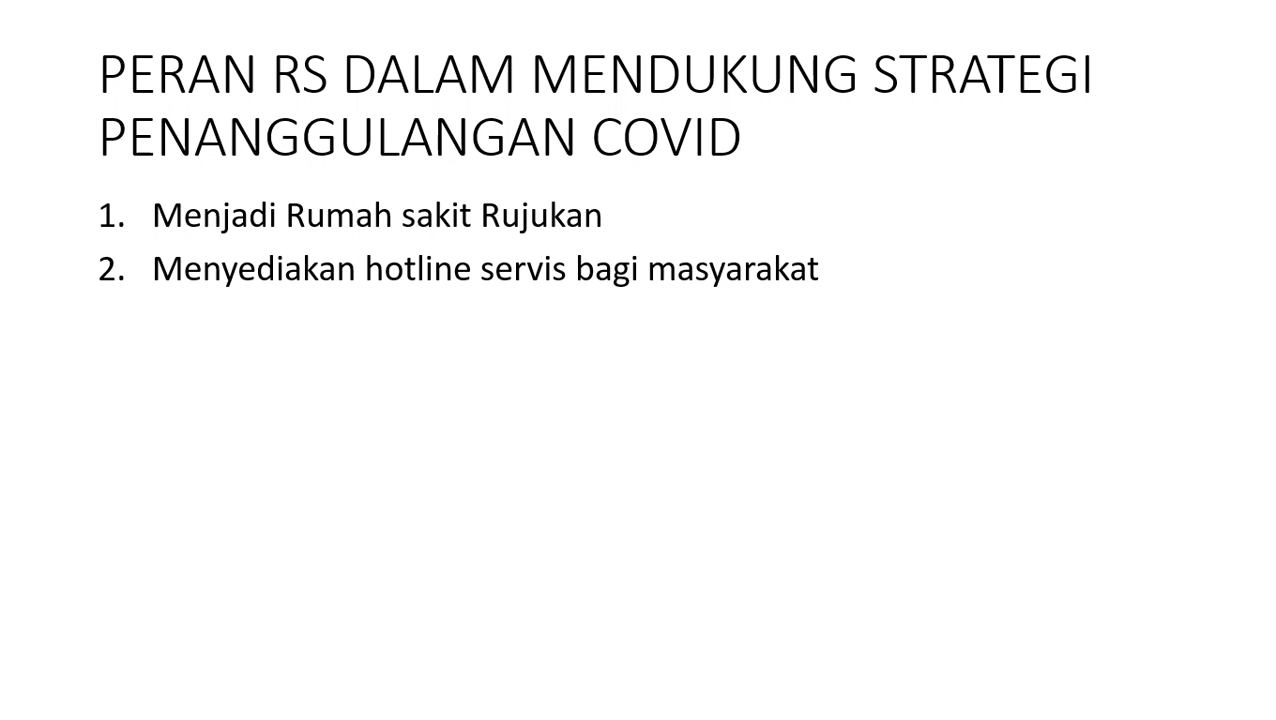 PERAN RS DALAM MENDUKUNG STRATEGI
PENANGGULANGAN COVID
1. Menjadi Rumah sakit Rujukan
2. Menyediakan hotline servis bagi masyarakat